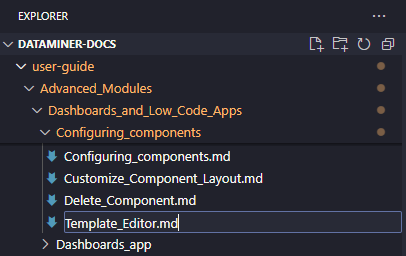 EXPLORER
DATAMINER-DOCS
user-guide
Advanced_Modules
Dashboards_and_Low_Code_Apps
Configuring_components
Configuring_components.md
Customize_Component_Layout.md
Delete_Component.md
Template_Editor.md
Dashboards_app